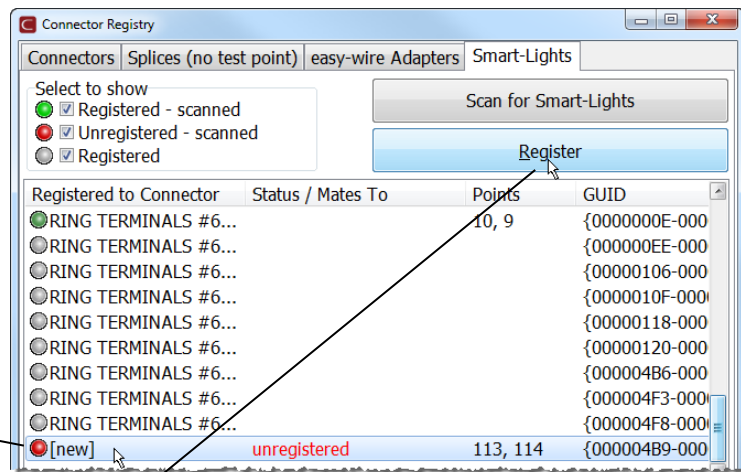 Connector Registry
Connectors Splices (no test point) easy-wire Adapters Smart-Lights
Select to show
Registered - scanned
Unregistered - scanned
Registered
Scan for Smart-Lights
Register
Registered to Connector Status / Mates To Points GUID
RING TERMINALS #6... 10, 9 {0000000E-000
RING TERMINALS #6... {000000EE-000
RING TERMINALS #6... {00000106-000
RING TERMINALS #6... {0000010F-000
RING TERMINALS #6... {00000118-000
RING TERMINALS #6... {00000120-000
RING TERMINALS #6... {000004B6-000
RING TERMINALS #6... {000004F3-000
RING TERMINALS #6... {000004F8-000
[new] unregistered 113, 114 {000004B9-000